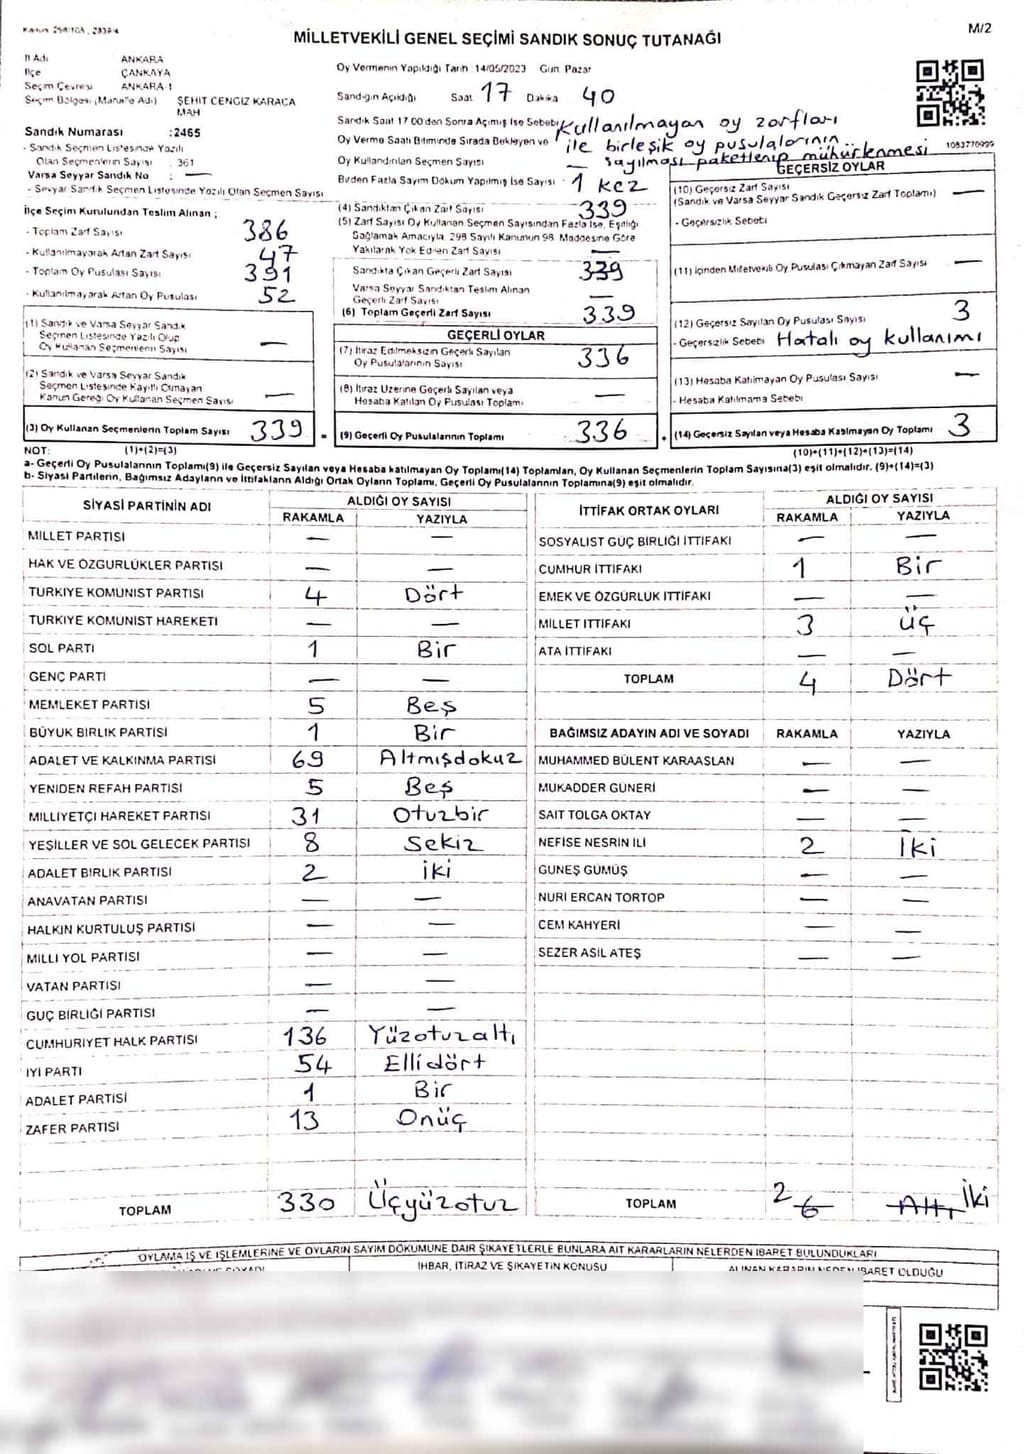 Kanun 298/105, 2839/4
M/2
MİLLETVEKİLİ GENEL SEÇİMİ SANDIK SONUÇ TUTANAĞI
İl Adı ANKARA
İlçe ÇANKAYA
Seçim Çevresi ANKARA-1
Seçim Bölgesi (Mahalle Adı) ŞEHİT CENGİZ KARACA MAH
Sandık Numarası :2465
- Sandık Seçmen Listesinde Yazılı
Olan Seçmenlerin Sayısı : 361
Varsa Seyyar Sandık No : —
- Seyyar Sandık Seçmen Listesinde Yazılı Olan Seçmen Sayısı
Oy Vermenin Yapıldığı Tarih :14/05/2023 Gün Pazar
Sandığın Açıldığı Saat 17 Dakika 40
Sandık Saat 17 00'den Sonra Açılmış İse Sebebi Kullanılmayan oy zarfları
Oy Verme Saati Bitiminde Sırada Bekleyen ve ile birleşik oy pusulalarının
Oy Kullandırılan Seçmen Sayısı — sayılması paketlenip mühürlenmesi
Birden Fazla Sayım Döküm Yapılmış İse Sayısı 1 kez
1083770999
İlçe Seçim Kurulundan Teslim Alınan ;
- Toplam Zarf Sayısı 386
- Kullanılmayarak Artan Zarf Sayısı 47
- Toplam Oy Pusulası Sayısı 391
- Kullanılmayarak Artan Oy Pusulası 52
(1) Sandık ve Varsa Seyyar Sandık
Seçmen Listesinde Yazılı Olup
Oy Kullanan Seçmenlerin Sayısı —
(2) Sandık ve Varsa Seyyar Sandık
Seçmen Listesinde Kayıtlı Olmayan
Kanun Gereği Oy Kullanan Seçmen Sayısı —
(3) Oy Kullanan Seçmenlerin Toplam Sayısı 339
(4) Sandıktan Çıkan Zarf Sayısı 339
(5) Zarf Sayısı Oy Kullanan Seçmen Sayısından Fazla İse, Eşitliği
Sağlamak Amacıyla 298 Sayılı Kanunun 98 Maddesine Göre
Yakılarak Yok Edilen Zarf Sayısı —
Sandıkta Çıkan Geçerli Zarf Sayısı 339
Varsa Seyyar Sandıktan Teslim Alınan
Geçerli Zarf Sayısı —
(6) Toplam Geçerli Zarf Sayısı 339
GEÇERLİ OYLAR
(7) İtiraz Edilmeksizin Geçerli Sayılan
Oy Pusulalarının Sayısı 336
(8) İtiraz Üzerine Geçerli Sayılan veya
Hesaba Katılan Oy Pusulası Toplamı —
(9) Geçerli Oy Pusulalarının Toplamı 336
GEÇERSİZ OYLAR
(10) Geçersiz Zarf Sayısı
(Sandık ve Varsa Seyyar Sandık Geçersiz Zarf Toplamı) —
- Geçersizlik Sebebi
(11) İçinden Milletvekili Oy Pusulası Çıkmayan Zarf Sayısı —
(12) Geçersiz Sayılan Oy Pusulası Sayısı 3
- Geçersizlik Sebebi Hatalı oy kullanımı
(13) Hesaba Katılmayan Oy Pusulası Sayısı —
- Hesaba Katılmama Sebebi
(14) Geçersiz Sayılan veya Hesaba Katılmayan Oy Toplamı 3
NOT: (1)+(2)=(3) (10)+(11)+(12)+(13)=(14)
a- Geçerli Oy Pusulalarının Toplamı(9) ile Geçersiz Sayılan veya Hesaba katılmayan Oy Toplamı(14) Toplamları, Oy Kullanan Seçmenlerin Toplam Sayısına(3) eşit olmalıdır. (9)+(14)=(3)
b- Siyasi Partilerin, Bağımsız Adayların ve İttifakların Aldığı Ortak Oyların Toplamı, Geçerli Oy Pusulalarının Toplamına(9) eşit olmalıdır.
SİYASİ PARTİNİN ADI ALDIĞI OY SAYISI
RAKAMLA YAZIYLA
MİLLET PARTİSİ — —
HAK VE ÖZGÜRLÜKLER PARTİSİ — —
TÜRKİYE KOMÜNİST PARTİSİ 4 Dört
TÜRKİYE KOMÜNİST HAREKETİ — —
SOL PARTİ 1 Bir
GENÇ PARTİ — —
MEMLEKET PARTİSİ 5 Beş
BÜYÜK BİRLİK PARTİSİ 1 Bir
ADALET VE KALKINMA PARTİSİ 69 Altmışdokuz
YENİDEN REFAH PARTİSİ 5 Beş
MİLLİYETÇİ HAREKET PARTİSİ 31 Otuzbir
YEŞİLLER VE SOL GELECEK PARTİSİ 8 Sekiz
ADALET BİRLİK PARTİSİ 2 iki
ANAVATAN PARTİSİ — —
HALKIN KURTULUŞ PARTİSİ — —
MİLLİ YOL PARTİSİ — —
VATAN PARTİSİ — —
GÜÇ BİRLİĞİ PARTİSİ — —
CUMHURİYET HALK PARTİSİ 136 Yüzotuzaltı
İYİ PARTİ 54 Ellidört
ADALET PARTİSİ 1 Bir
ZAFER PARTİSİ 13 Onüç
TOPLAM 330 Üçyüzotuz
İTTİFAK ORTAK OYLARI ALDIĞI OY SAYISI
RAKAMLA YAZIYLA
SOSYALİST GÜÇ BİRLİĞİ İTTİFAKI — —
CUMHUR İTTİFAKI 1 Bir
EMEK VE ÖZGÜRLÜK İTTİFAKI — —
MİLLET İTTİFAKI 3 üç
ATA İTTİFAKI — —
TOPLAM 4 Dört
BAĞIMSIZ ADAYIN ADI VE SOYADI RAKAMLA YAZIYLA
MUHAMMED BÜLENT KARAASLAN — —
MUKADDER GÜNERİ — —
SAİT TOLGA OKTAY — —
NEFİSE NESRİN İLİ 2 İki
GÜNEŞ GÜMÜŞ — —
NURİ ERCAN TORTOP — —
CEM KAHYERİ — —
SEZER ASİL ATEŞ — —
TOPLAM 2 6 Altı İki
OYLAMA İŞ VE İŞLEMLERİNE VE OYLARIN SAYIM DÖKÜMÜNE DAİR ŞİKAYETLERLE BUNLARA AİT KARARLARIN NELERDEN İBARET BULUNDUKLARI
İHBAR, İTİRAZ VE ŞİKAYETİN KONUSU
ALINAN KARARIN NEDEN İBARET OLDUĞU